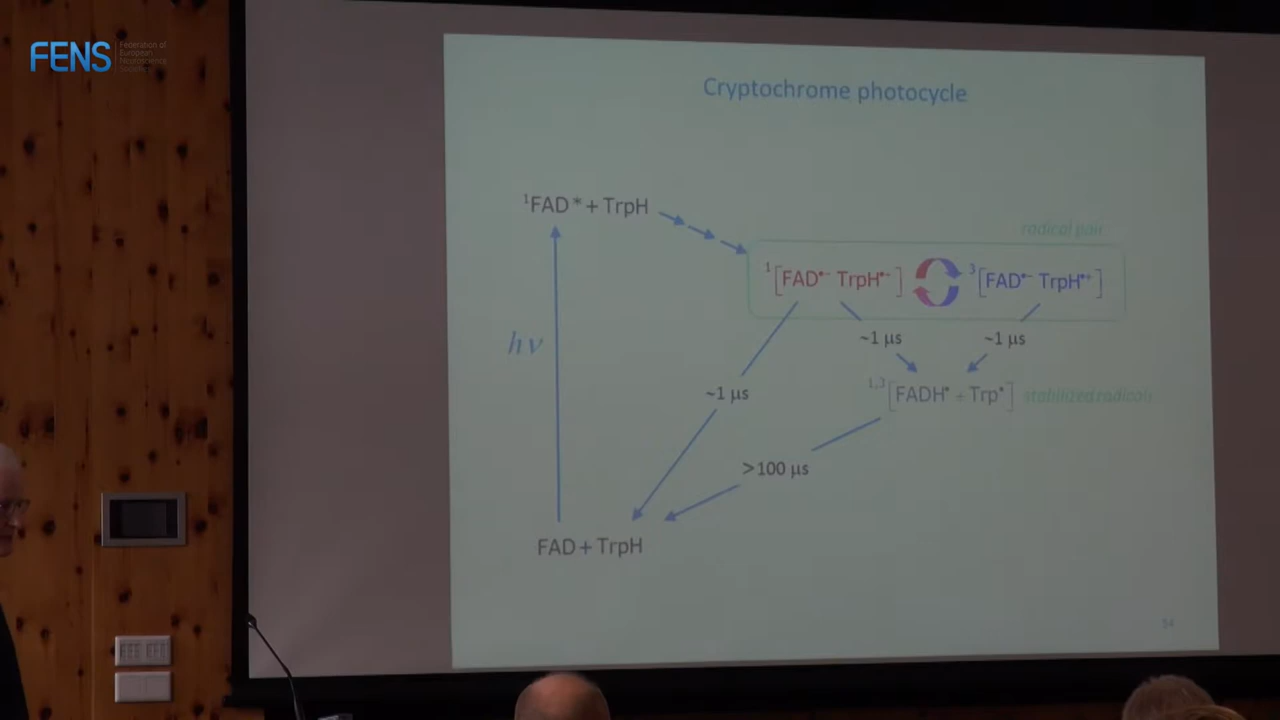 FENS
Federation of
European
Neuroscience
Societies
Cryptochrome photocycle
¹FAD* + TrpH
radical pair
¹[FAD•− TrpH•+]
³[FAD•− TrpH•+]
hν
~1 μs
~1 μs
~1 μs
¹,³[FADH• + Trp•]
stabilized radicals
>100 μs
FAD + TrpH
54